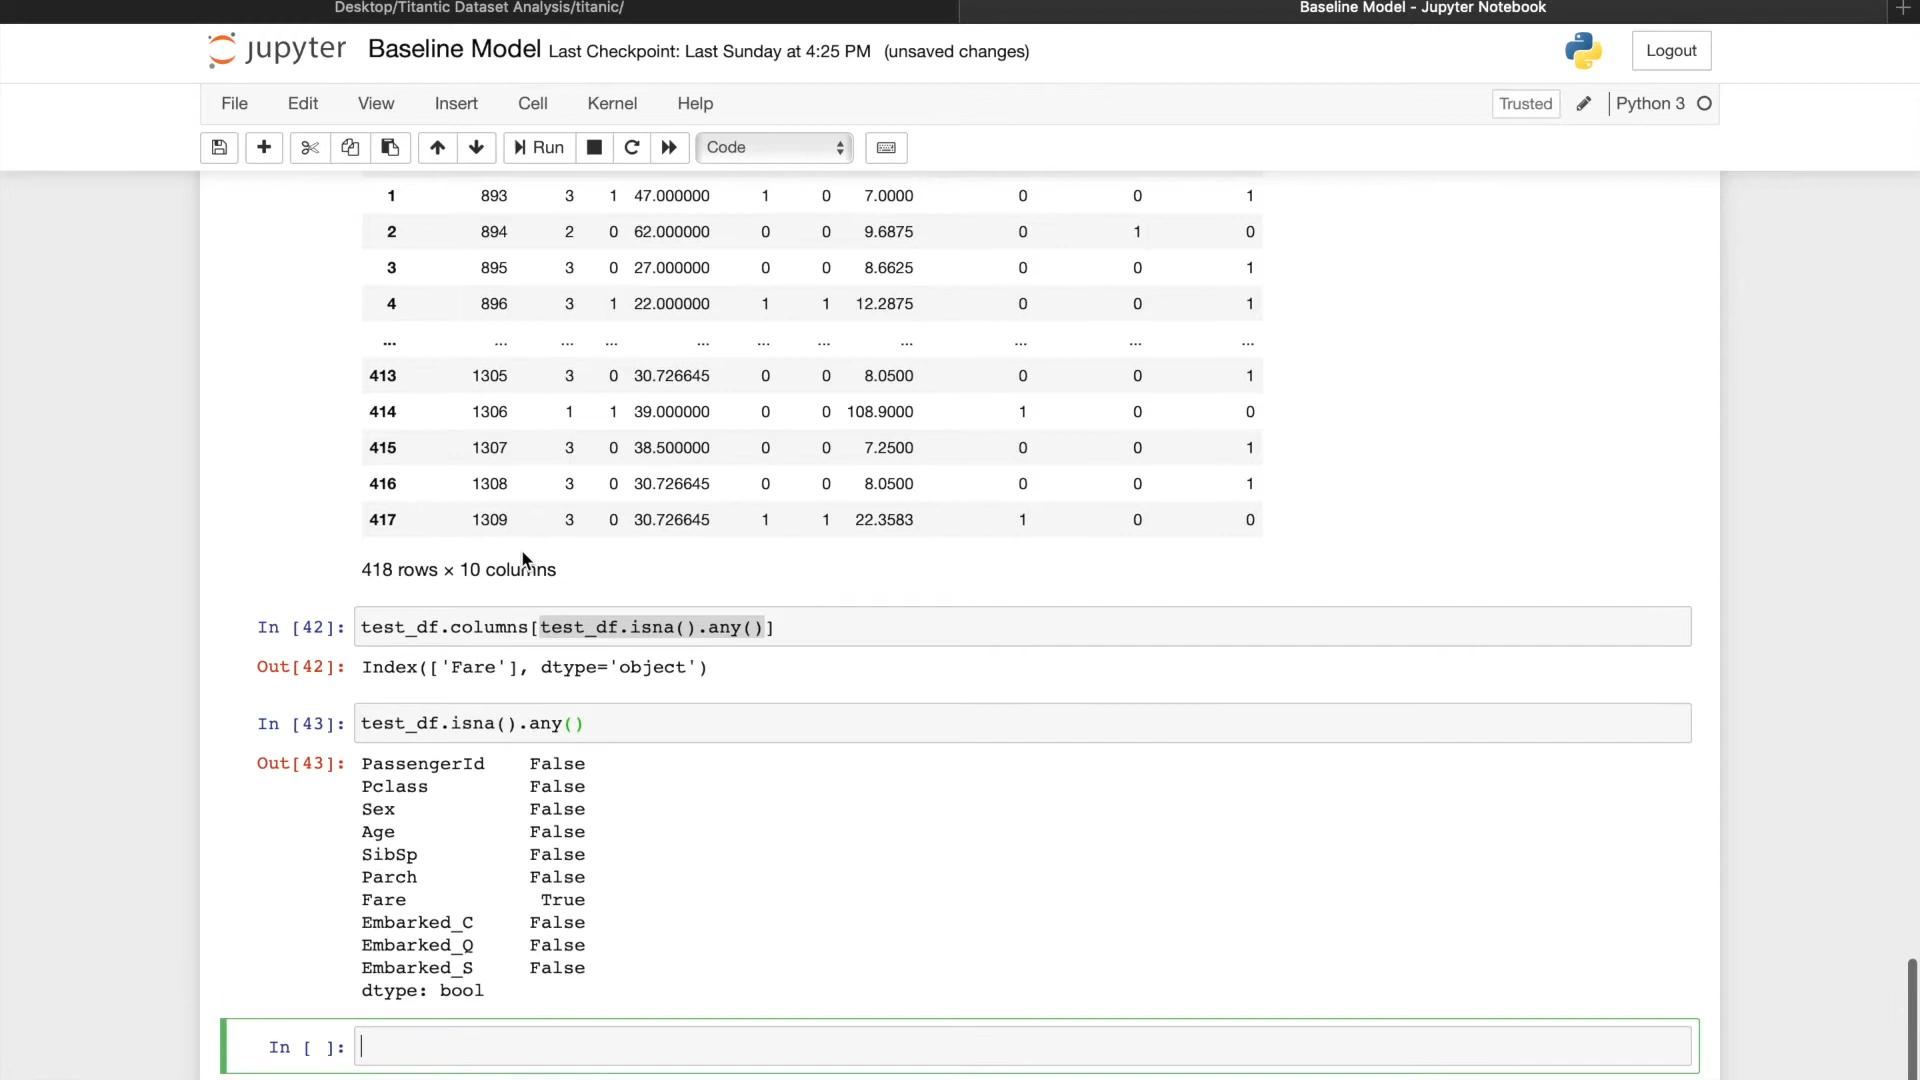 Desktop/Titantic Dataset Analysis/titanic/
Baseline Model - Jupyter Notebook
jupyter Baseline Model Last Checkpoint: Last Sunday at 4:25 PM (unsaved changes)
Logout
File Edit View Insert Cell Kernel Help
Trusted Python 3
Run Code
1 893 3 1 47.000000 1 0 7.0000 0 0 1
2 894 2 0 62.000000 0 0 9.6875 0 1 0
3 895 3 0 27.000000 0 0 8.6625 0 0 1
4 896 3 1 22.000000 1 1 12.2875 0 0 1
... ... ... ... ... ... ... ... ... ... ...
413 1305 3 0 30.726645 0 0 8.0500 0 0 1
414 1306 1 1 39.000000 0 0 108.9000 1 0 0
415 1307 3 0 38.500000 0 0 7.2500 0 0 1
416 1308 3 0 30.726645 0 0 8.0500 0 0 1
417 1309 3 0 30.726645 1 1 22.3583 1 0 0
418 rows × 10 columns
In [42]: test_df.columns[test_df.isna().any()]
Out[42]: Index(['Fare'], dtype='object')
In [43]: test_df.isna().any()
Out[43]: PassengerId False
Pclass False
Sex False
Age False
SibSp False
Parch False
Fare True
Embarked_C False
Embarked_Q False
Embarked_S False
dtype: bool
In [ ]: